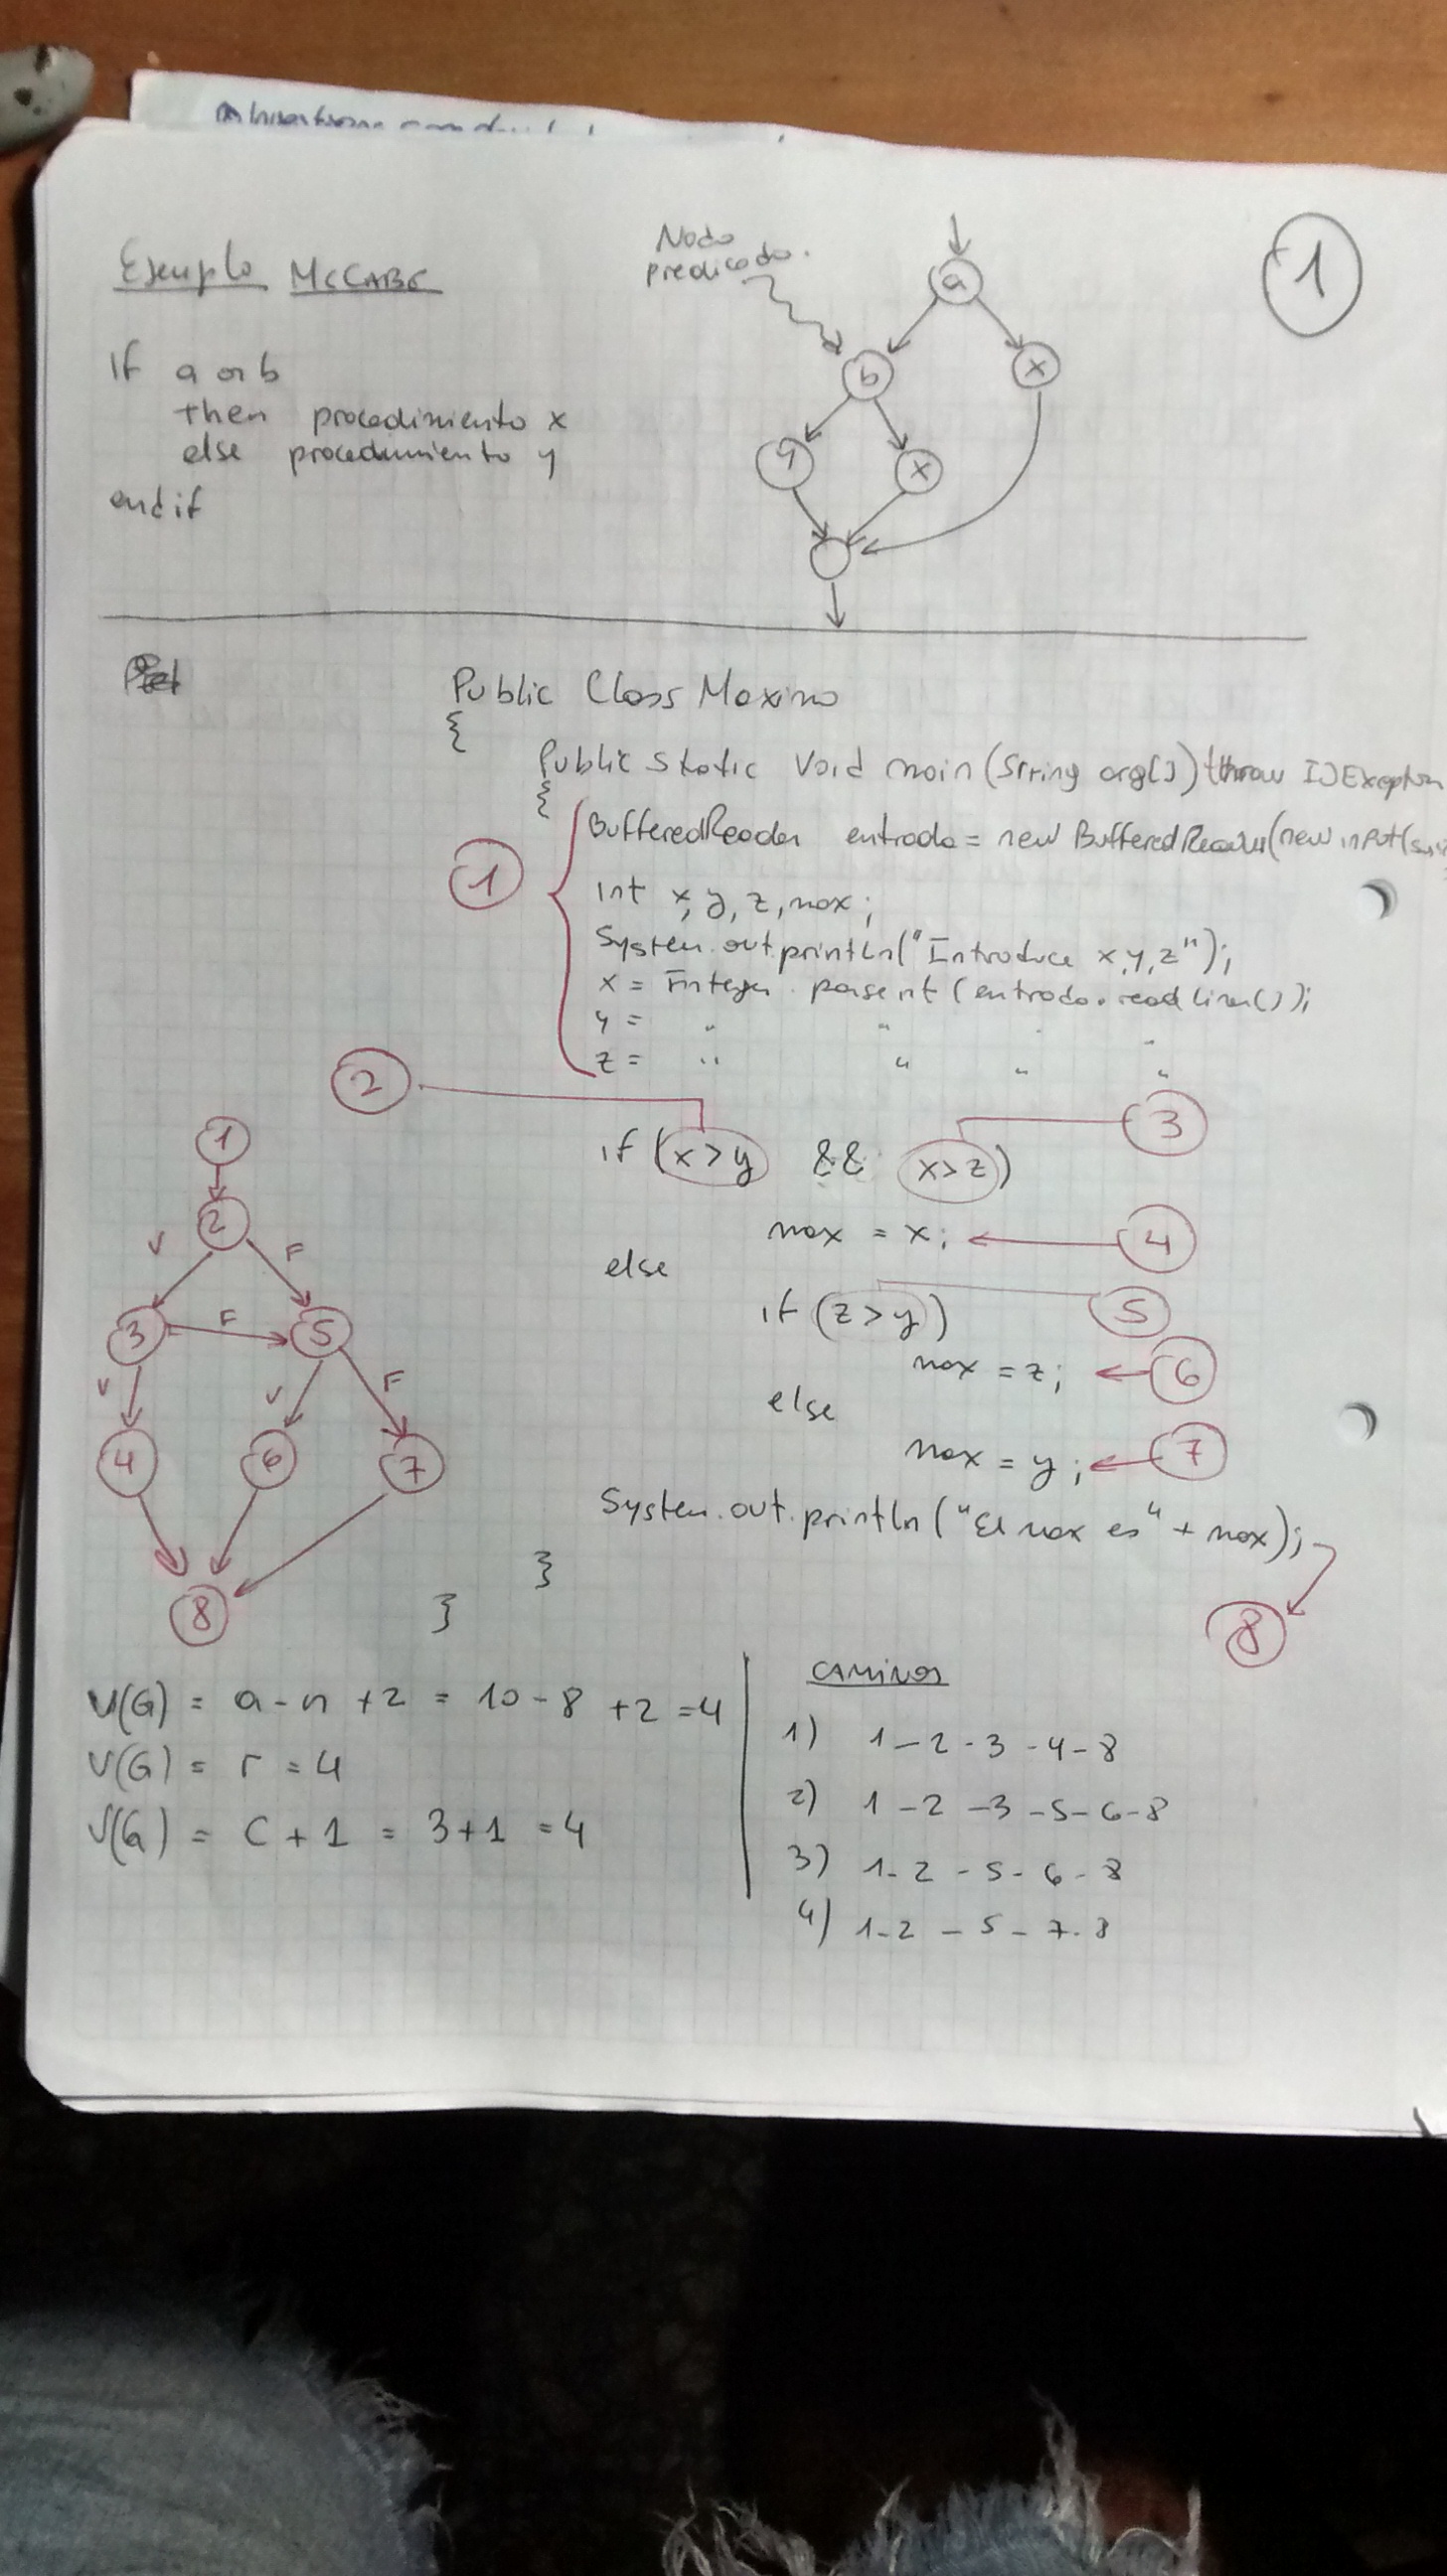 Ejemplo McCABE
1
Nodo
predicado.
a
b
x
y
x
If a or b
then procedimiento x
else procedimiento y
endif
Public Class Maximo
{
Public Static Void main (String arg[]) throw IOException
{
1
BufferedReader entrada = new BufferedReader(new input(
int x, y, z, max;
System.out.println("Introduce x,y,z");
x = Integer.parseint (entrada.readline());
y = " " " "
z = " " " "
2
3
if (x>y && x>z)
max = x;
4
else
if (z>y)
5
max = z;
6
else
max = y;
7
System.out.println("El max es" + max);
8
}
}
1
2
V F
3 F 5
V V F
4 6 7
8
V(G) = a - n + 2 = 10 - 8 + 2 = 4
V(G) = r = 4
V(G) = C + 1 = 3+1 = 4
CAMINOS
1) 1-2-3-4-8
2) 1-2-3-5-6-8
3) 1-2-5-6-8
4) 1-2-5-7-8